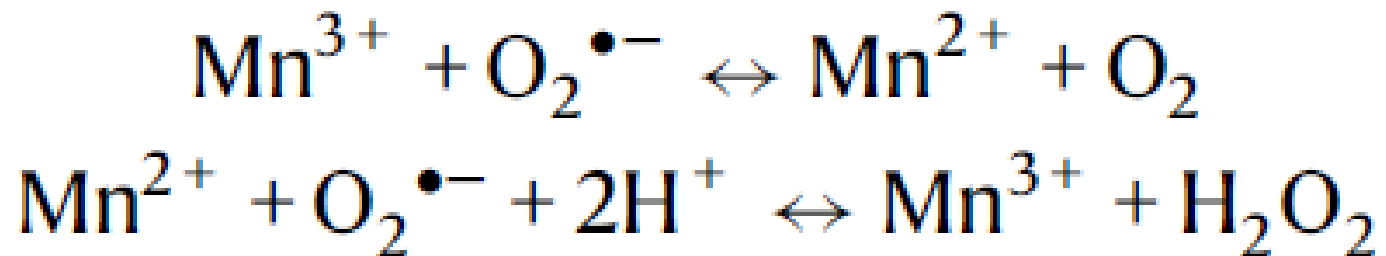 Mn³⁺ + O₂•⁻ ↔ Mn²⁺ + O₂
Mn²⁺ + O₂•⁻ + 2H⁺ ↔ Mn³⁺ + H₂O₂